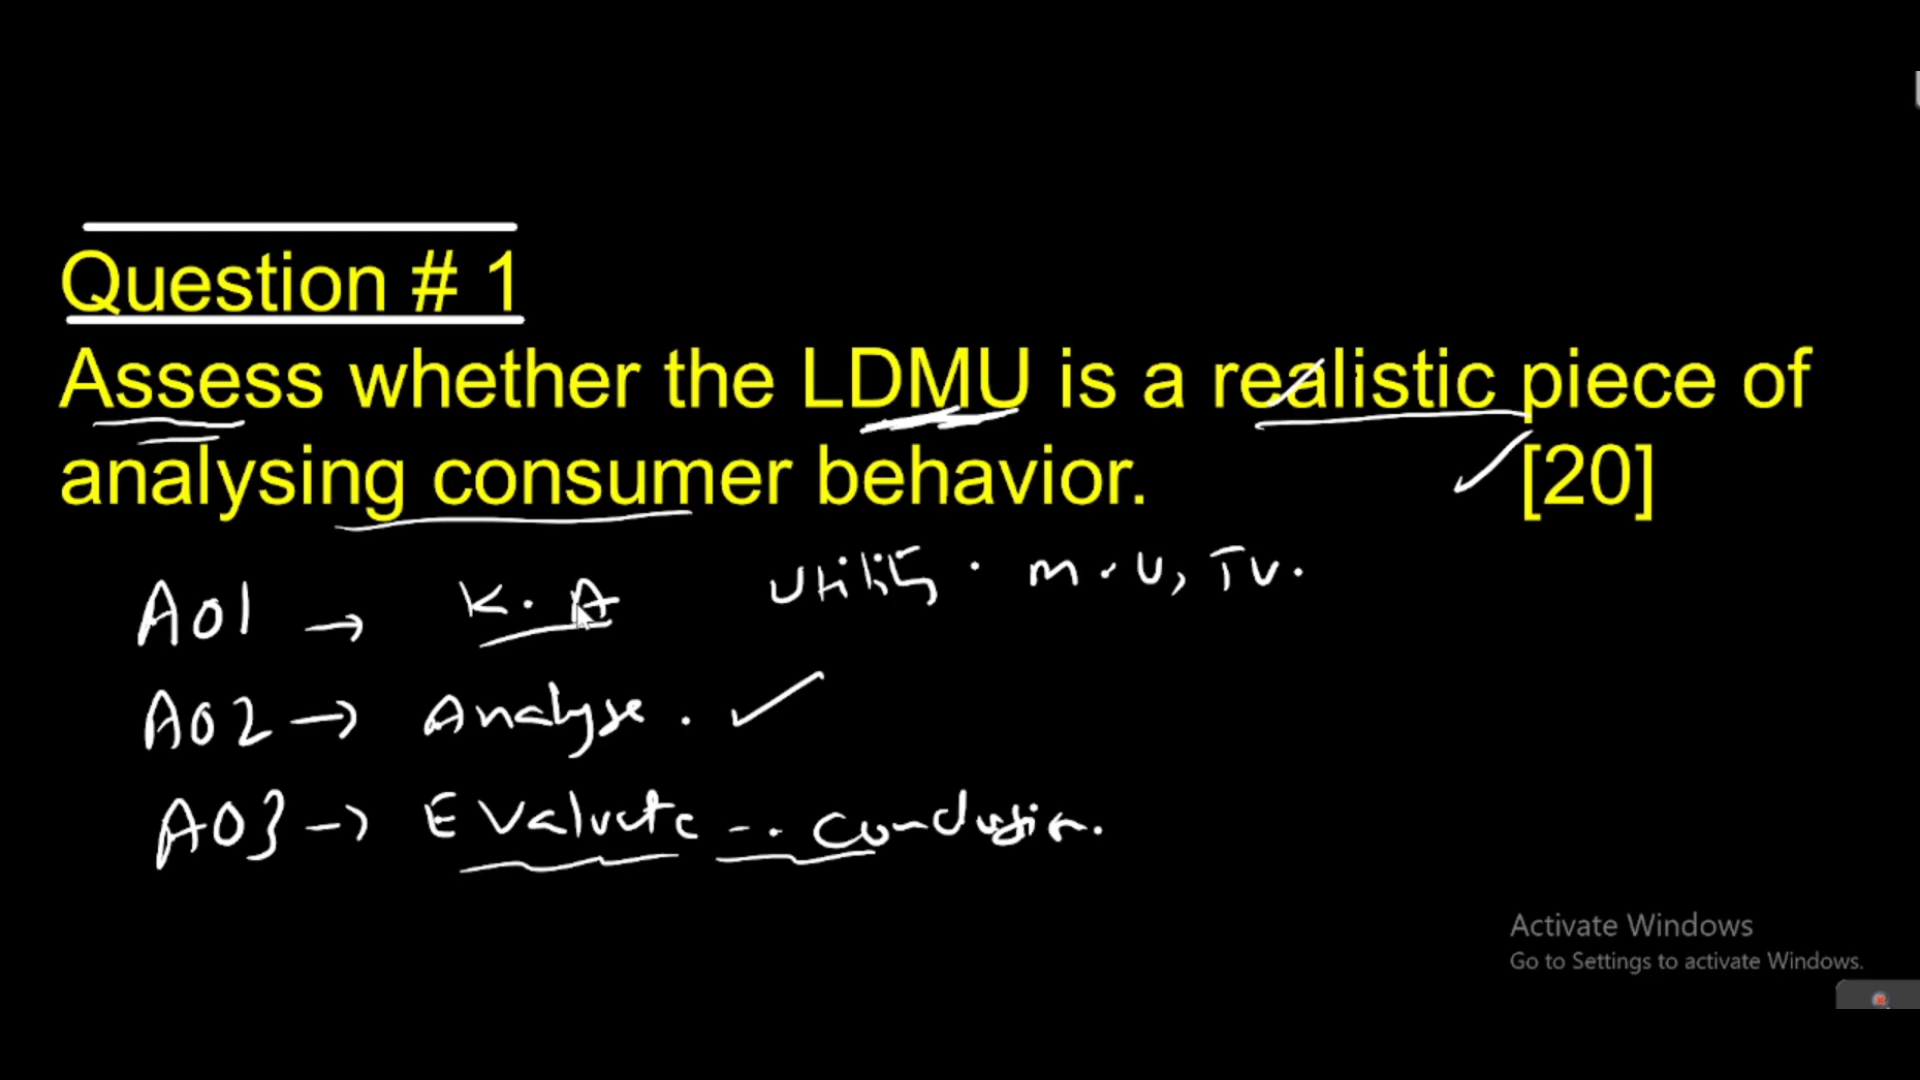 Question # 1
Assess whether the LDMU is a realistic piece of
analysing consumer behavior. [20]
AO1 → K.A Utility . M.U, TU.
AO2 → Analyse .
AO3 → Evaluate -- conclusion.
Activate Windows
Go to Settings to activate Windows.